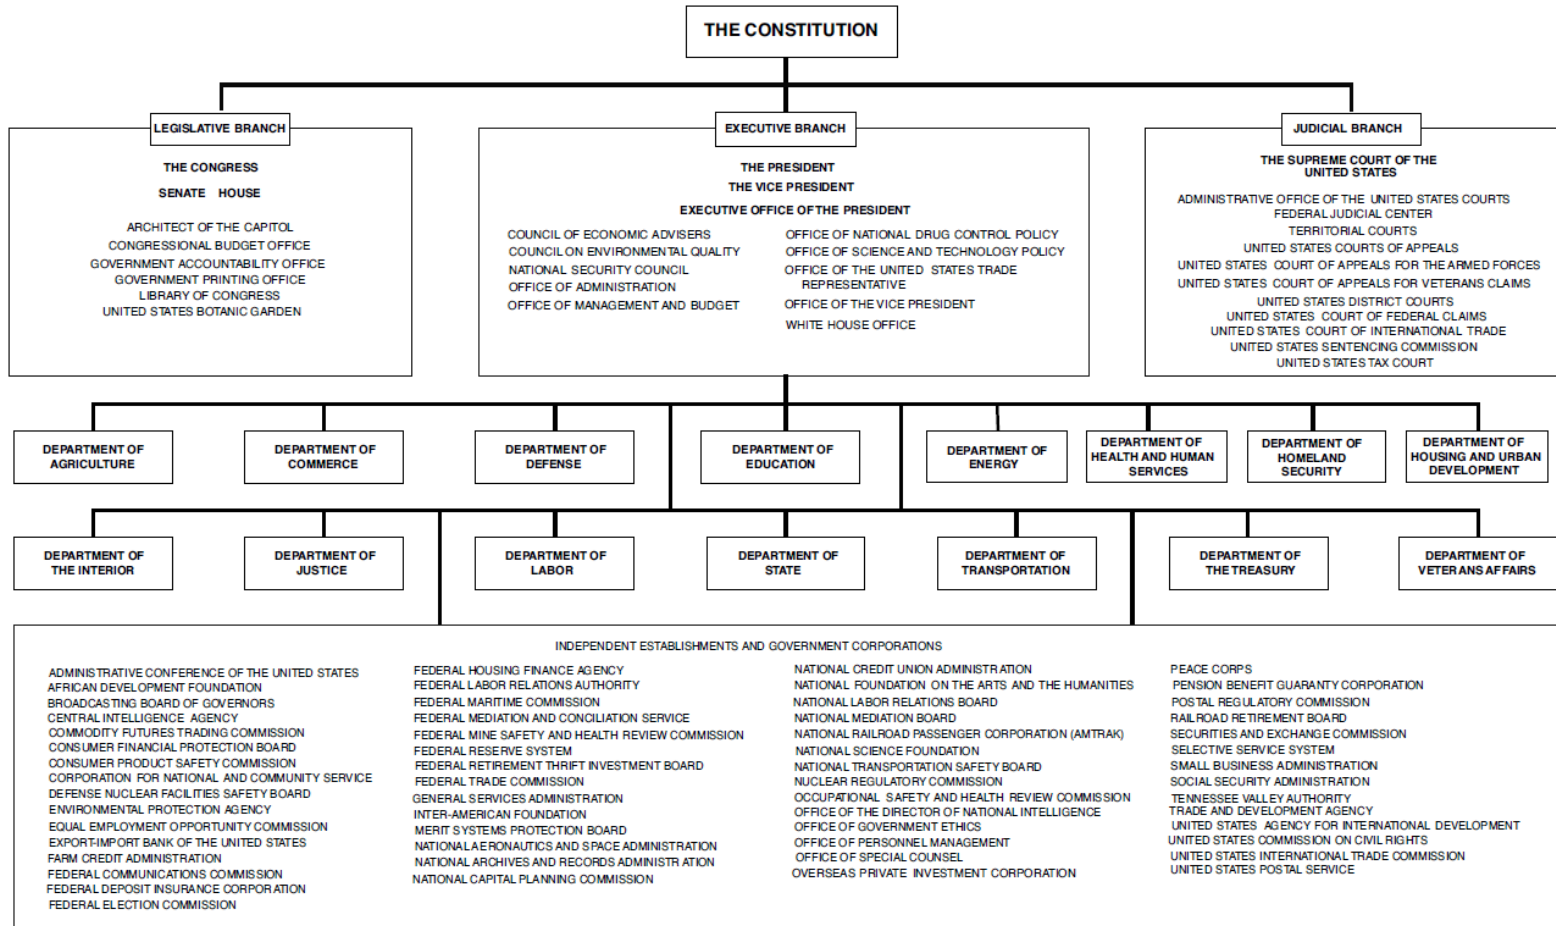 THE CONSTITUTION
LEGISLATIVE BRANCH
THE CONGRESS
SENATE HOUSE
ARCHITECT OF THE CAPITOL
CONGRESSIONAL BUDGET OFFICE
GOVERNMENT ACCOUNTABILITY OFFICE
GOVERNMENT PRINTING OFFICE
LIBRARY OF CONGRESS
UNITED STATES BOTANIC GARDEN
EXECUTIVE BRANCH
THE PRESIDENT
THE VICE PRESIDENT
EXECUTIVE OFFICE OF THE PRESIDENT
COUNCIL OF ECONOMIC ADVISERS
COUNCIL ON ENVIRONMENTAL QUALITY
NATIONAL SECURITY COUNCIL
OFFICE OF ADMINISTRATION
OFFICE OF MANAGEMENT AND BUDGET
OFFICE OF NATIONAL DRUG CONTROL POLICY
OFFICE OF SCIENCE AND TECHNOLOGY POLICY
OFFICE OF THE UNITED STATES TRADE
REPRESENTATIVE
OFFICE OF THE VICE PRESIDENT
WHITE HOUSE OFFICE
JUDICIAL BRANCH
THE SUPREME COURT OF THE
UNITED STATES
ADMINISTRATIVE OFFICE OF THE UNITED STATES COURTS
FEDERAL JUDICIAL CENTER
TERRITORIAL COURTS
UNITED STATES COURTS OF APPEALS
UNITED STATES COURT OF APPEALS FOR THE ARMED FORCES
UNITED STATES COURT OF APPEALS FOR VETERANS CLAIMS
UNITED STATES DISTRICT COURTS
UNITED STATES COURT OF FEDERAL CLAIMS
UNITED STATES COURT OF INTERNATIONAL TRADE
UNITED STATES SENTENCING COMMISSION
UNITED STATES TAX COURT
DEPARTMENT OF
AGRICULTURE
DEPARTMENT OF
COMMERCE
DEPARTMENT OF
DEFENSE
DEPARTMENT OF
EDUCATION
DEPARTMENT OF
ENERGY
DEPARTMENT OF
HEALTH AND HUMAN
SERVICES
DEPARTMENT OF
HOMELAND
SECURITY
DEPARTMENT OF
HOUSING AND URBAN
DEVELOPMENT
DEPARTMENT OF
THE INTERIOR
DEPARTMENT OF
JUSTICE
DEPARTMENT OF
LABOR
DEPARTMENT OF
STATE
DEPARTMENT OF
TRANSPORTATION
DEPARTMENT OF
THE TREASURY
DEPARTMENT OF
VETERANS AFFAIRS
INDEPENDENT ESTABLISHMENTS AND GOVERNMENT CORPORATIONS
ADMINISTRATIVE CONFERENCE OF THE UNITED STATES
AFRICAN DEVELOPMENT FOUNDATION
BROADCASTING BOARD OF GOVERNORS
CENTRAL INTELLIGENCE AGENCY
COMMODITY FUTURES TRADING COMMISSION
CONSUMER FINANCIAL PROTECTION BOARD
CONSUMER PRODUCT SAFETY COMMISSION
CORPORATION FOR NATIONAL AND COMMUNITY SERVICE
DEFENSE NUCLEAR FACILITIES SAFETY BOARD
ENVIRONMENTAL PROTECTION AGENCY
EQUAL EMPLOYMENT OPPORTUNITY COMMISSION
EXPORT-IMPORT BANK OF THE UNITED STATES
FARM CREDIT ADMINISTRATION
FEDERAL COMMUNICATIONS COMMISSION
FEDERAL DEPOSIT INSURANCE CORPORATION
FEDERAL ELECTION COMMISSION
FEDERAL HOUSING FINANCE AGENCY
FEDERAL LABOR RELATIONS AUTHORITY
FEDERAL MARITIME COMMISSION
FEDERAL MEDIATION AND CONCILIATION SERVICE
FEDERAL MINE SAFETY AND HEALTH REVIEW COMMISSION
FEDERAL RESERVE SYSTEM
FEDERAL RETIREMENT THRIFT INVESTMENT BOARD
FEDERAL TRADE COMMISSION
GENERAL SERVICES ADMINISTRATION
INTER-AMERICAN FOUNDATION
MERIT SYSTEMS PROTECTION BOARD
NATIONAL AERONAUTICS AND SPACE ADMINISTRATION
NATIONAL ARCHIVES AND RECORDS ADMINISTRATION
NATIONAL CAPITAL PLANNING COMMISSION
NATIONAL CREDIT UNION ADMINISTRATION
NATIONAL FOUNDATION ON THE ARTS AND THE HUMANITIES
NATIONAL LABOR RELATIONS BOARD
NATIONAL MEDIATION BOARD
NATIONAL RAILROAD PASSENGER CORPORATION (AMTRAK)
NATIONAL SCIENCE FOUNDATION
NATIONAL TRANSPORTATION SAFETY BOARD
NUCLEAR REGULATORY COMMISSION
OCCUPATIONAL SAFETY AND HEALTH REVIEW COMMISSION
OFFICE OF THE DIRECTOR OF NATIONAL INTELLIGENCE
OFFICE OF GOVERNMENT ETHICS
OFFICE OF PERSONNEL MANAGEMENT
OFFICE OF SPECIAL COUNSEL
OVERSEAS PRIVATE INVESTMENT CORPORATION
PEACE CORPS
PENSION BENEFIT GUARANTY CORPORATION
POSTAL REGULATORY COMMISSION
RAILROAD RETIREMENT BOARD
SECURITIES AND EXCHANGE COMMISSION
SELECTIVE SERVICE SYSTEM
SMALL BUSINESS ADMINISTRATION
SOCIAL SECURITY ADMINISTRATION
TENNESSEE VALLEY AUTHORITY
TRADE AND DEVELOPMENT AGENCY
UNITED STATES AGENCY FOR INTERNATIONAL DEVELOPMENT
UNITED STATES COMMISSION ON CIVIL RIGHTS
UNITED STATES INTERNATIONAL TRADE COMMISSION
UNITED STATES POSTAL SERVICE